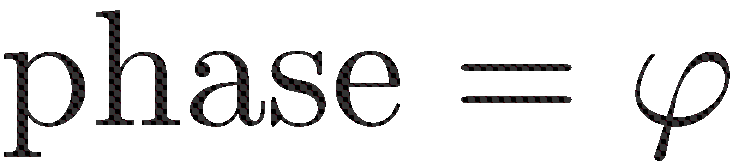 phase = φ